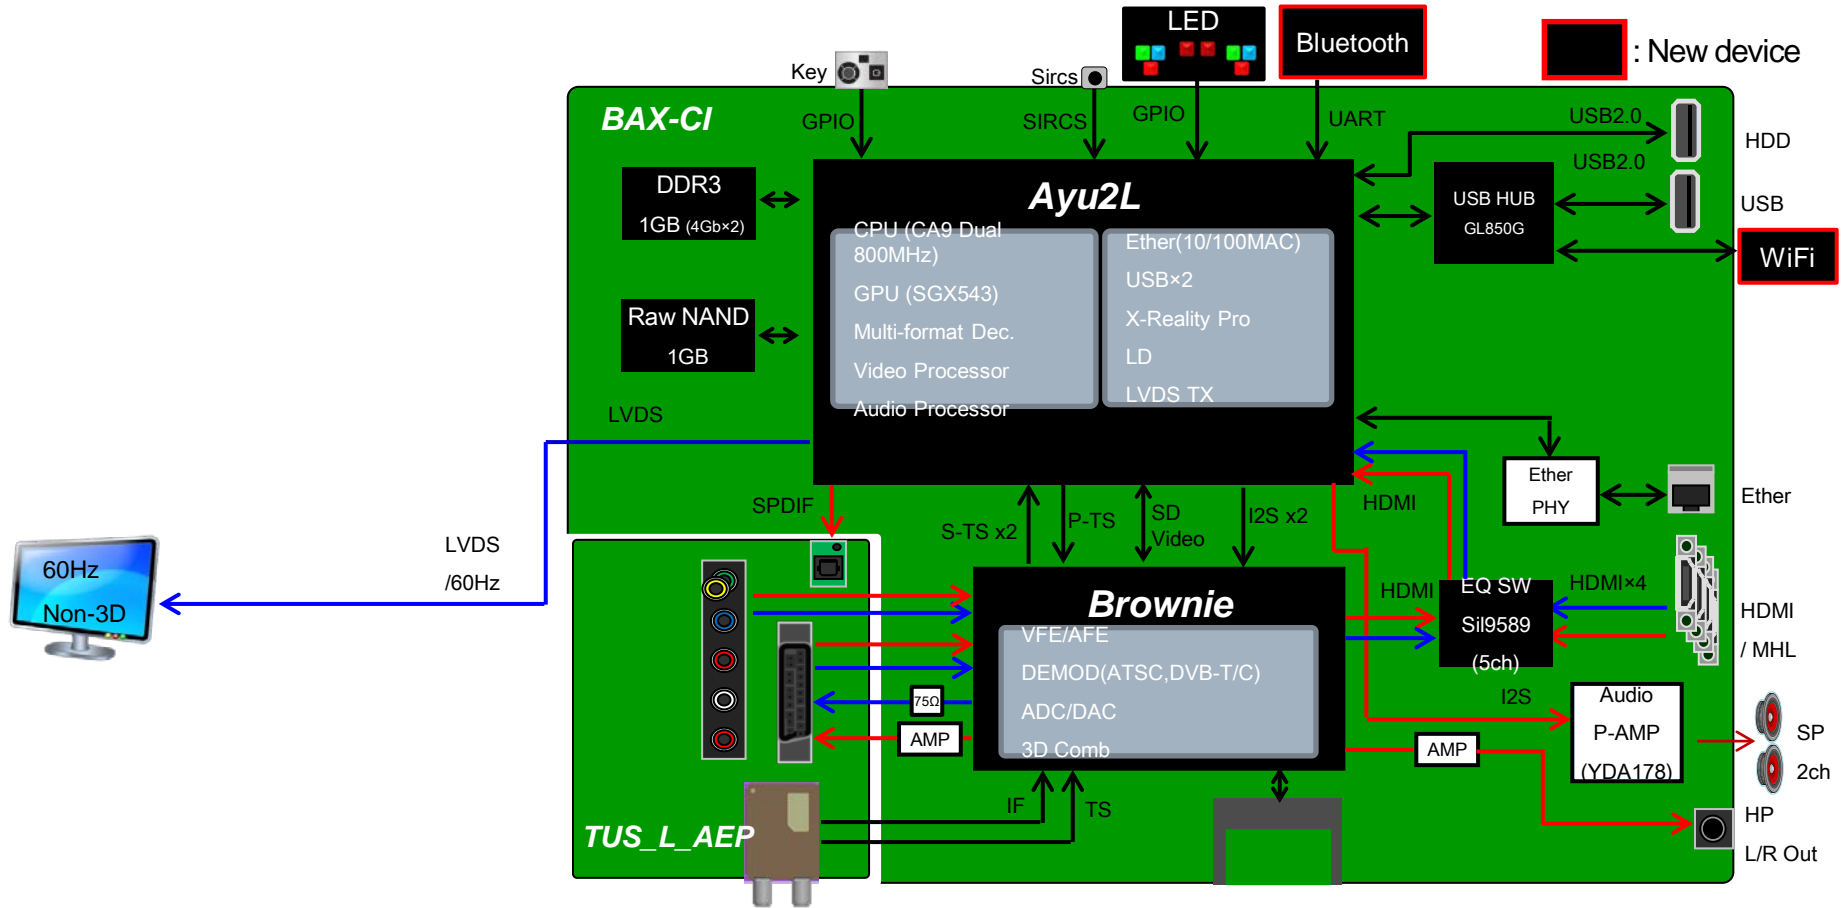 LED
Bluetooth
: New device
Key
Sircs
BAX-CI
GPIO
SIRCS
GPIO
UART
USB2.0
HDD
USB2.0
DDR3
1GB (4Gb×2)
Ayu2L
USB HUB
GL850G
USB
WiFi
CPU (CA9 Dual
800MHz)
GPU (SGX543)
Multi-format Dec.
Video Processor
Audio Processor
Ether(10/100MAC)
USB×2
X-Reality Pro
LD
LVDS TX
Raw NAND
1GB
LVDS
SPDIF
S-TS x2
P-TS
SD
Video
I2S x2
HDMI
Ether
PHY
Ether
LVDS
/60Hz
60Hz
Non-3D
Brownie
VFE/AFE
DEMOD(ATSC,DVB-T/C)
ADC/DAC
3D Comb
HDMI
EQ SW
Sil9589
(5ch)
HDMI×4
HDMI
/ MHL
75Ω
AMP
AMP
I2S
Audio
P-AMP
(YDA178)
SP
2ch
HP
L/R Out
IF
TS
TUS_L_AEP